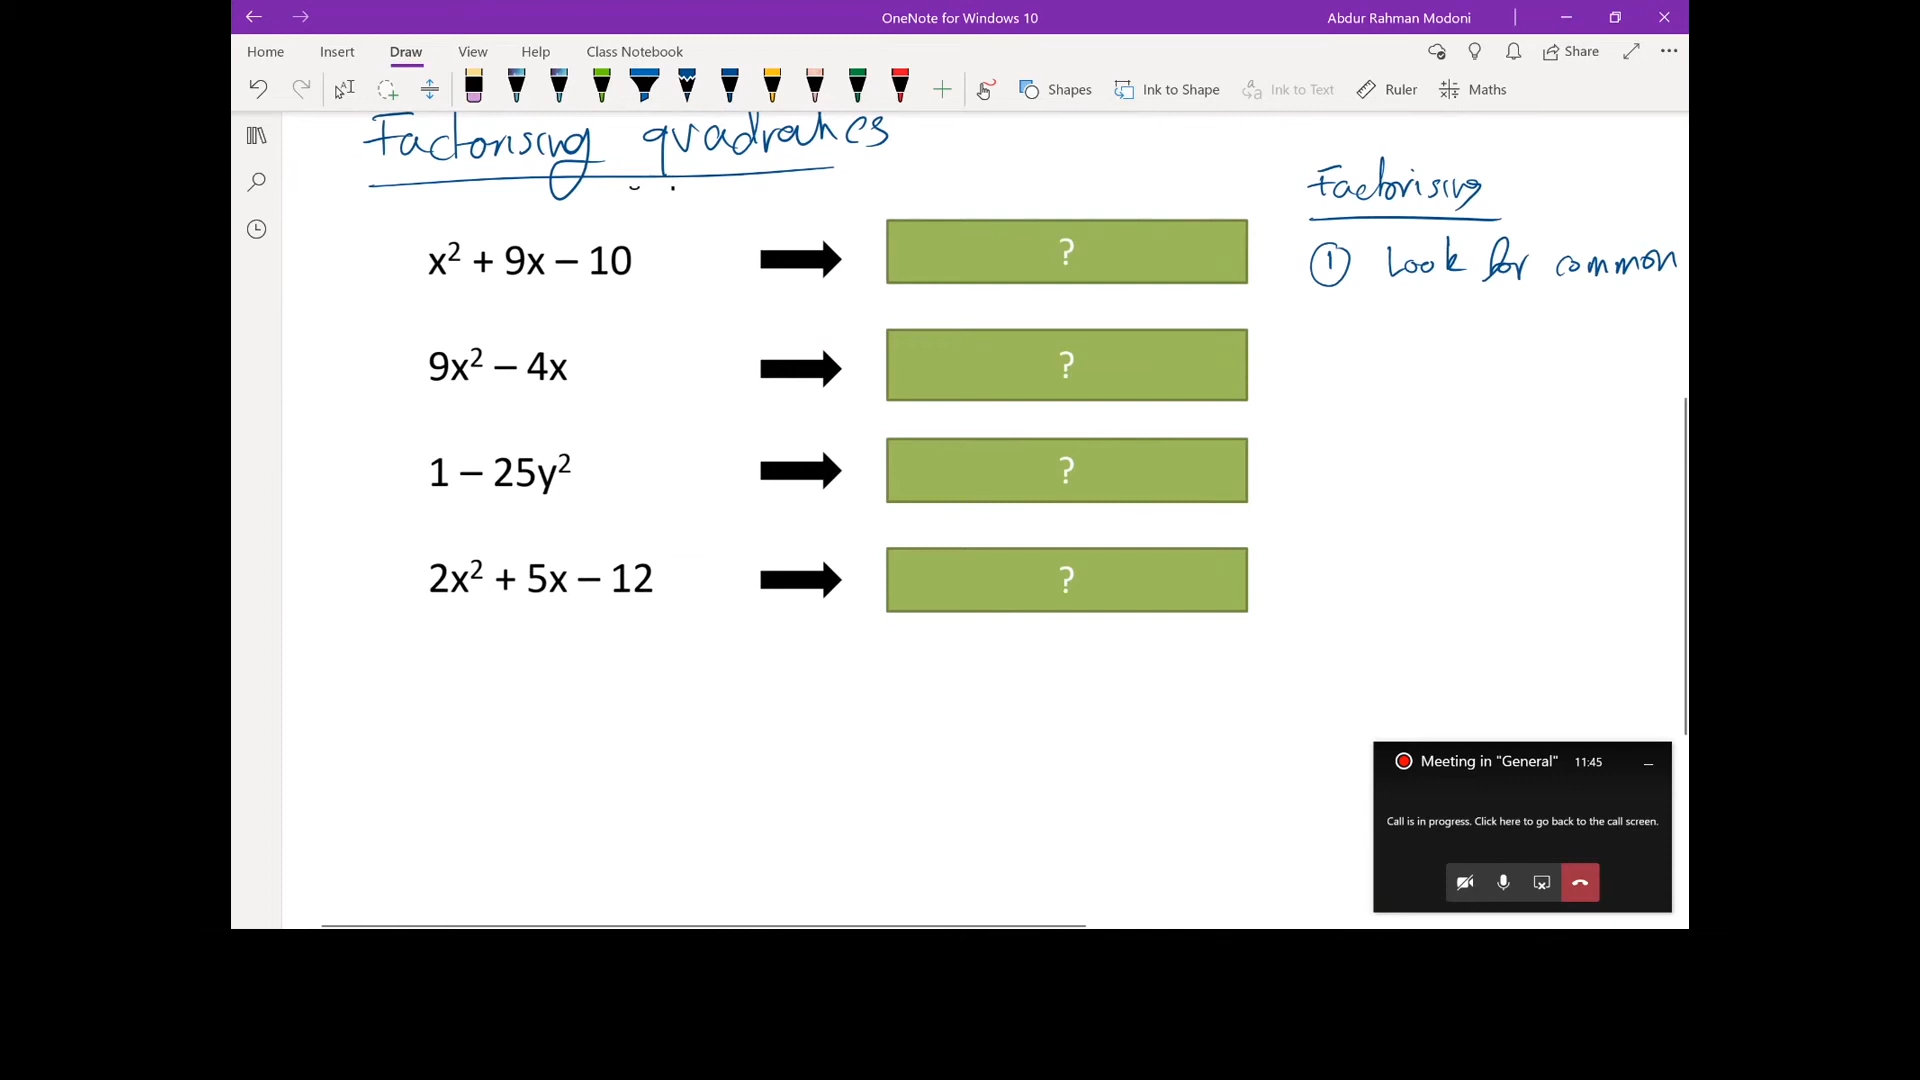 OneNote for Windows 10
Abdur Rahman Modoni
Home Insert Draw View Help Class Notebook
Share
Shapes Ink to Shape Ink to Text Ruler Maths
Factorising quadratics
Factorising
① Look for common
x² + 9x – 10 ?
9x² – 4x ?
1 – 25y² ?
2x² + 5x – 12 ?
Meeting in "General" 11:45
Call is in progress. Click here to go back to the call screen.